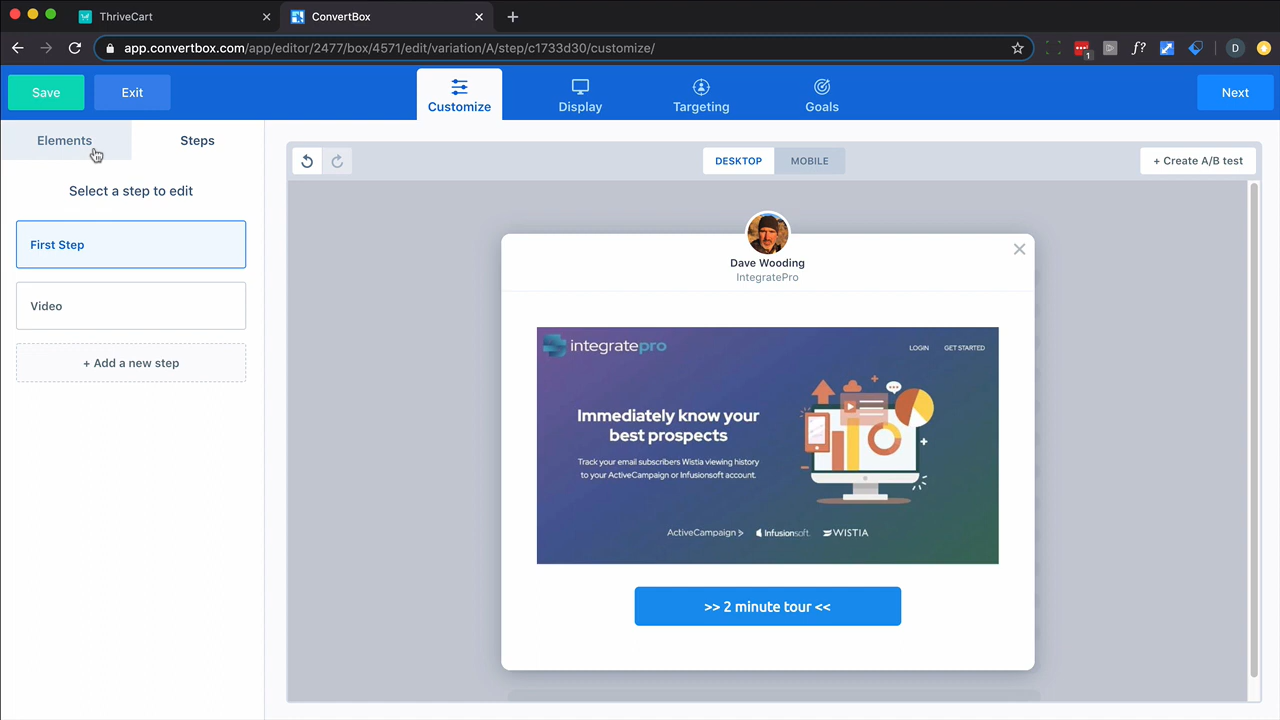 ThriveCart
ConvertBox
app.convertbox.com/app/editor/2477/box/4571/edit/variation/A/step/c1733d30/customize/
1
f?
D
Save
Exit
Customize
Display
Targeting
Goals
Next
Elements
Steps
Select a step to edit
First Step
Video
+ Add a new step
DESKTOP
MOBILE
+ Create A/B test
Dave Wooding
IntegratePro
integratepro
LOGIN
GET STARTED
Immediately know your
best prospects
Track your email subscribers Wistia viewing history
to your ActiveCampaign or Infusionsoft account.
ActiveCampaign >
Infusionsoft.
WISTIA
>> 2 minute tour <<